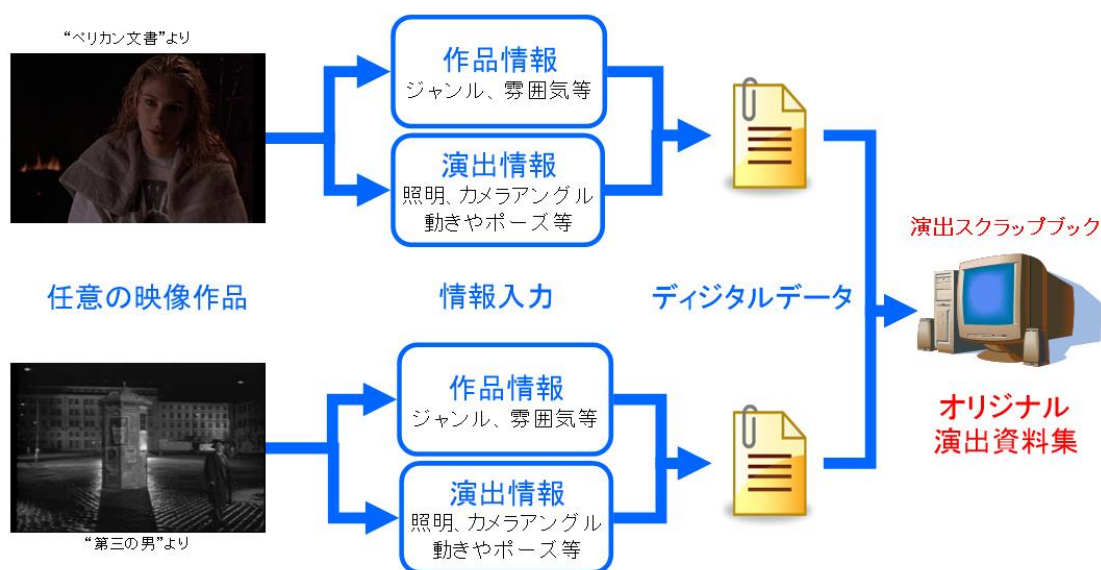 “ペリカン文書”より
作品情報
ジャンル、雰囲気等
演出情報
照明、カメラアングル
動きやポーズ等
演出スクラップブック
任意の映像作品
情報入力
ディジタルデータ
作品情報
ジャンル、雰囲気等
演出情報
照明、カメラアングル
動きやポーズ等
オリジナル
演出資料集
“第三の男”より